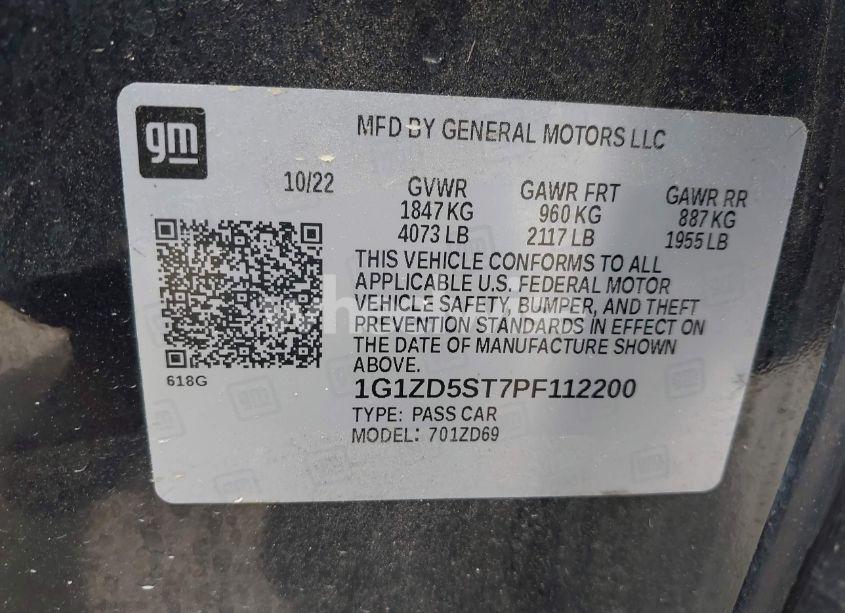 gm
MFD BY GENERAL MOTORS LLC
10/22 GVWR GAWR FRT GAWR RR
1847 KG 960 KG 887 KG
4073 LB 2117 LB 1955 LB
THIS VEHICLE CONFORMS TO ALL
APPLICABLE U.S. FEDERAL MOTOR
VEHICLE SAFETY, BUMPER, AND THEFT
PREVENTION STANDARDS IN EFFECT ON
THE DATE OF MANUFACTURE SHOWN
ABOVE.
618G
1G1ZD5ST7PF112200
TYPE: PASS CAR
MODEL: 701ZD69